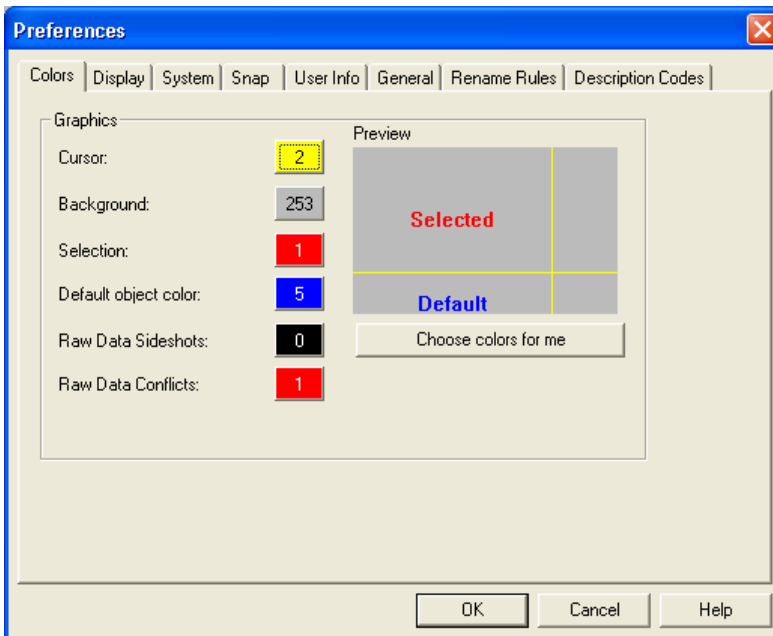 Preferences
Colors Display System Snap User Info General Rename Rules Description Codes
Graphics
Preview
Cursor: 2
Background: 253
Selected
Selection: 1
Default object color: 5
Default
Raw Data Sideshots: 0
Choose colors for me
Raw Data Conflicts: 1
OK Cancel Help